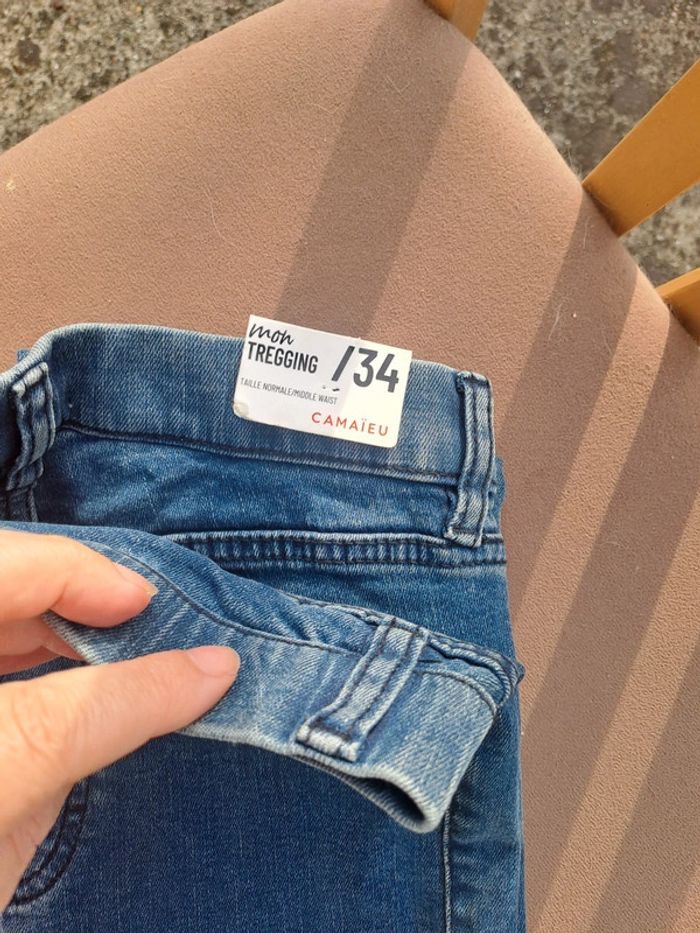 mon
TREGGING /34
TAILLE NORMALE/MIDDLE WAIST
CAMAÏEU